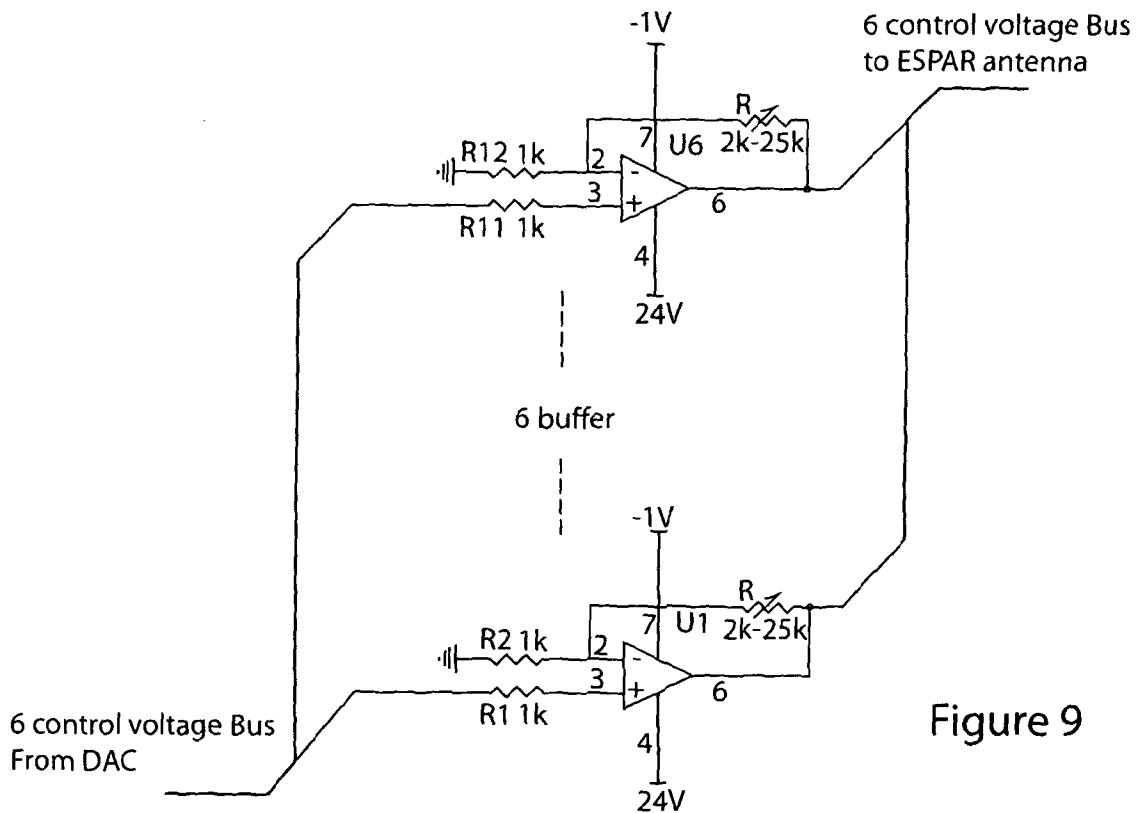 -1V
6 control voltage Bus
to ESPAR antenna
R
7
U6
2k-25k
R12 1k
2
-
3
+
6
R11 1k
4
24V
6 buffer
-1V
R
7
U1
2k-25k
R2 1k
2
-
3
+
6
R1 1k
4
24V
6 control voltage Bus
From DAC
Figure 9